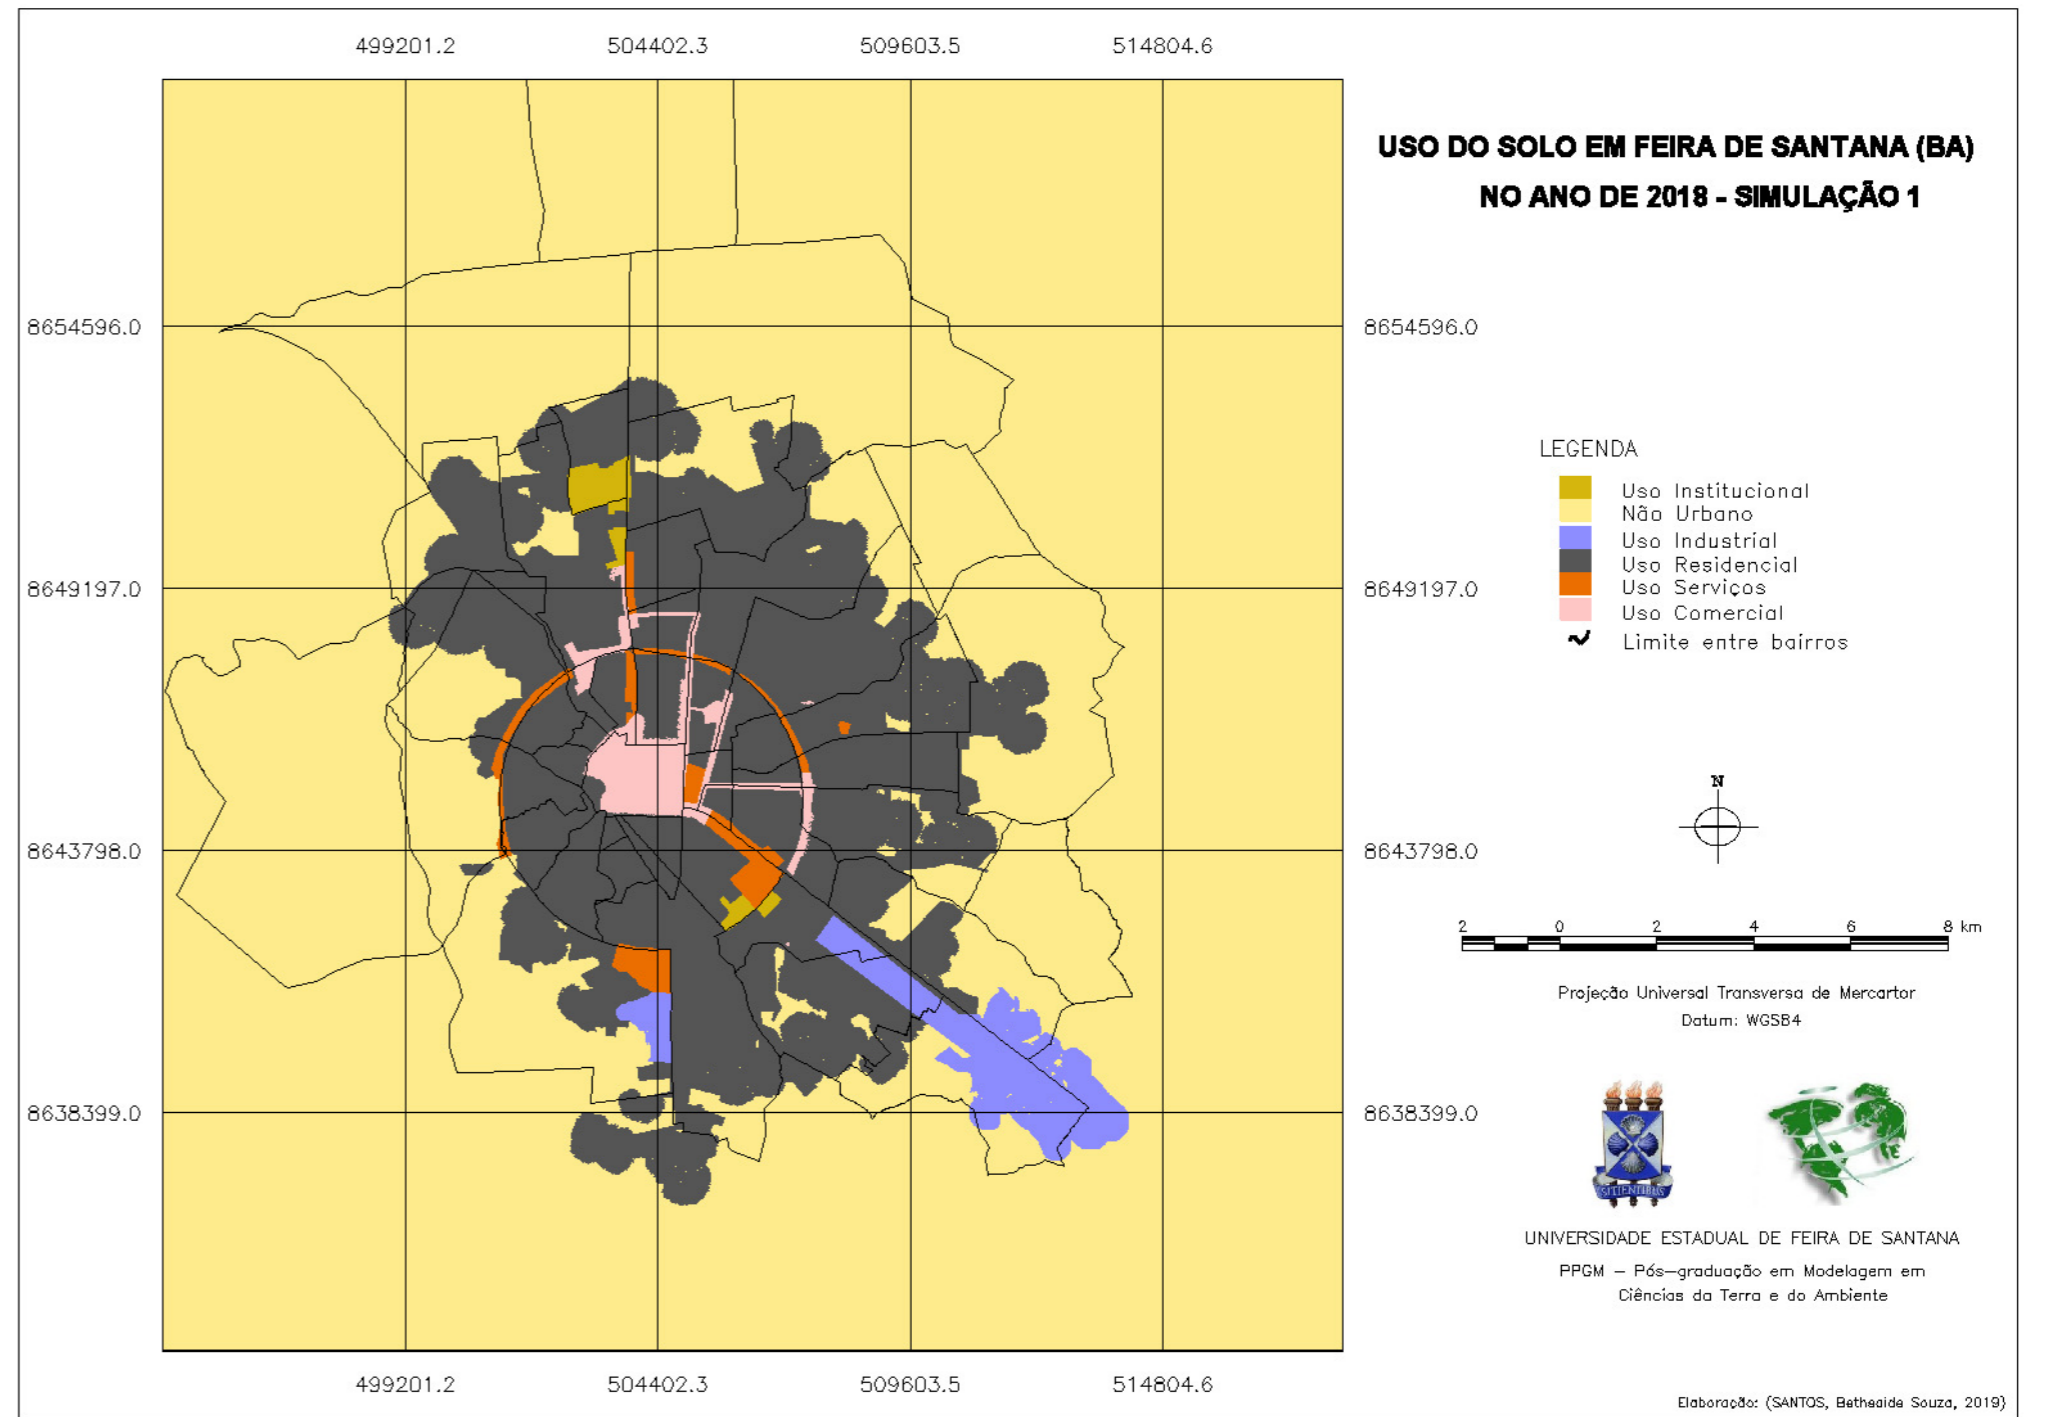 499201.2 504402.3 509603.5 514804.6
USO DO SOLO EM FEIRA DE SANTANA (BA)
NO ANO DE 2018 - SIMULAÇÃO 1
8654596.0 8654596.0
LEGENDA
Uso Institucional
Não Urbano
Uso Industrial
Uso Residencial
Uso Serviços
Uso Comercial
Limite entre bairros
8649197.0 8649197.0
N
8643798.0 8643798.0
2 0 2 4 6 8 km
Projeção Universal Transversa de Mercartor
Datum: WGS84
8638399.0 8638399.0
SITIENTIBUS
UNIVERSIDADE ESTADUAL DE FEIRA DE SANTANA
PPGM – Pós–graduação em Modelagem em
Ciências da Terra e do Ambiente
499201.2 504402.3 509603.5 514804.6
Elaboração: (SANTOS, Betheaide Souza, 2019)